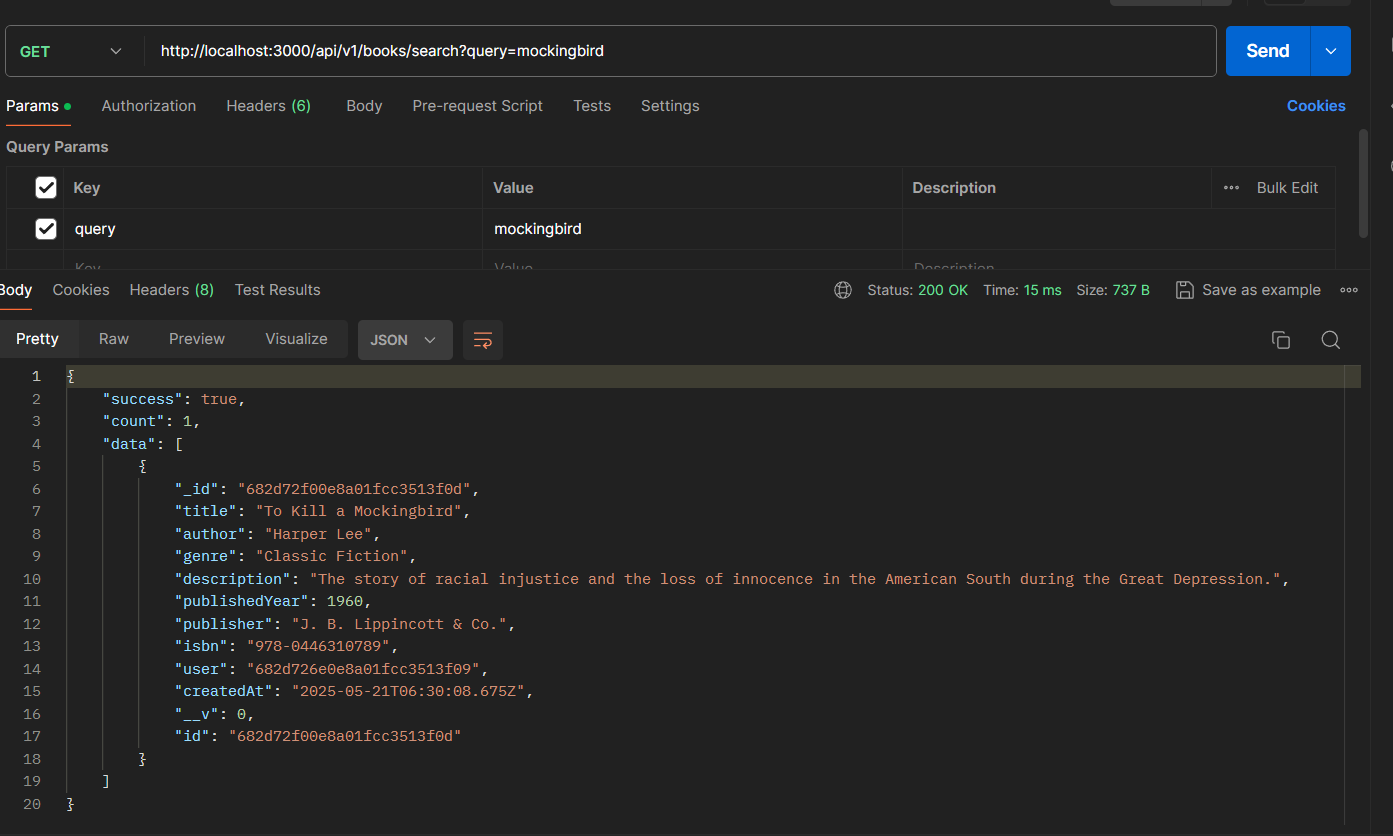 GET http://localhost:3000/api/v1/books/search?query=mockingbird Send
Params Authorization Headers (6) Body Pre-request Script Tests Settings Cookies
Query Params
Key Value Description Bulk Edit
query mockingbird
Key Value Description
Body Cookies Headers (8) Test Results Status: 200 OK Time: 15 ms Size: 737 B Save as example
Pretty Raw Preview Visualize JSON
1 {
2 "success": true,
3 "count": 1,
4 "data": [
5 {
6 "_id": "682d72f00e8a01fcc3513f0d",
7 "title": "To Kill a Mockingbird",
8 "author": "Harper Lee",
9 "genre": "Classic Fiction",
10 "description": "The story of racial injustice and the loss of innocence in the American South during the Great Depression.",
11 "publishedYear": 1960,
12 "publisher": "J. B. Lippincott & Co.",
13 "isbn": "978-0446310789",
14 "user": "682d726e0e8a01fcc3513f09",
15 "createdAt": "2025-05-21T06:30:08.675Z",
16 "__v": 0,
17 "id": "682d72f00e8a01fcc3513f0d"
18 }
19 ]
20 }